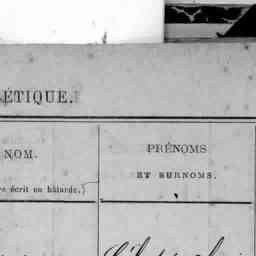 ÉTIQUE.
NOM.
PRÉNOMS
ET SURNOMS.
écrit en bâtarde.)